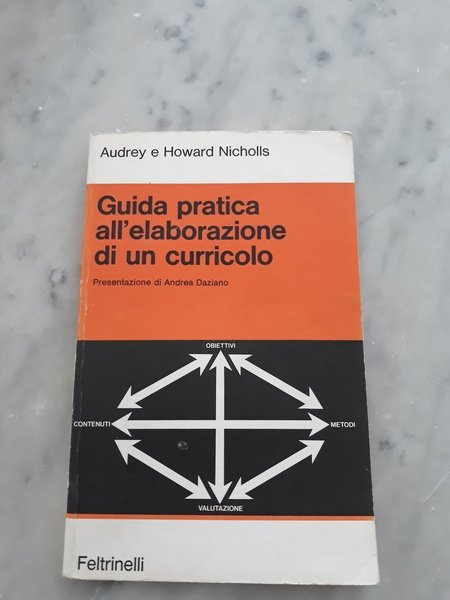 Audrey e Howard Nicholls
Guida pratica
all'elaborazione
di un curricolo
Presentazione di Andrea Daziano
OBIETTIVI
CONTENUTI
METODI
VALUTAZIONE
Feltrinelli